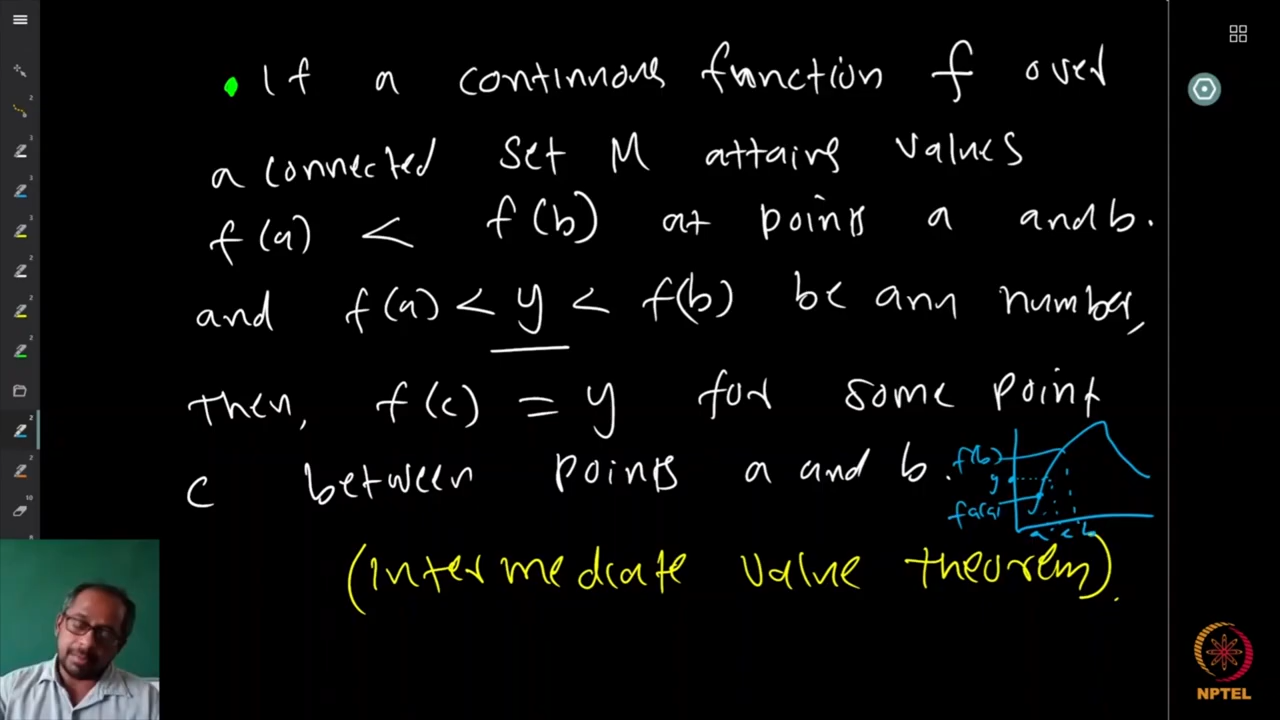 If a continuous function f over
a connected set M attains values
f(a) < f(b) at points a and b.
and f(a) < y < f(b) be any number,
then, f(c) = y for some point
c between points a and b.
f(b)
y
f(a)
a c b
(intermediate value theorem).
NPTEL